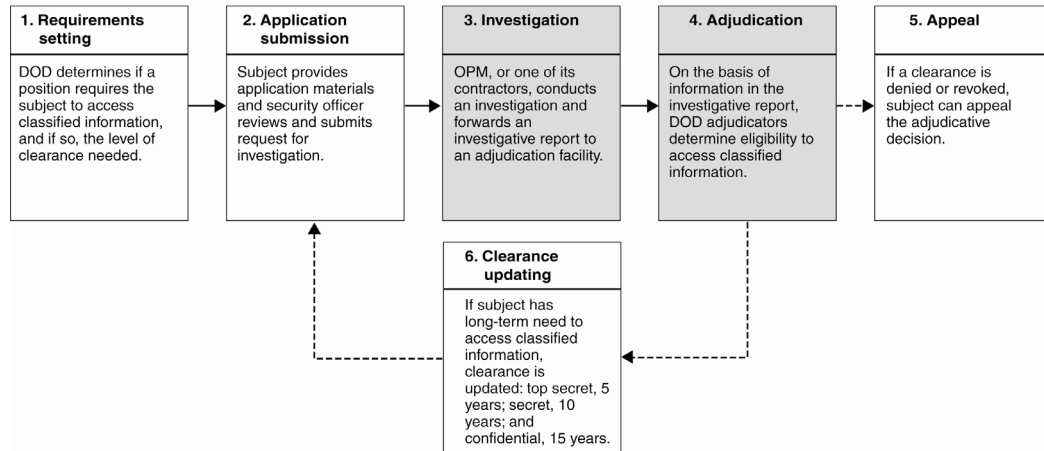 1. Requirements
setting
DOD determines if a
position requires the
subject to access
classified information,
and if so, the level of
clearance needed.
2. Application
submission
Subject provides
application materials
and security officer
reviews and submits
request for
investigation.
3. Investigation
OPM, or one of its
contractors, conducts
an investigation and
forwards an
investigative report to
an adjudication facility.
4. Adjudication
On the basis of
information in the
investigative report,
DOD adjudicators
determine eligibility to
access classified
information.
5. Appeal
If a clearance is
denied or revoked,
subject can appeal
the adjudicative
decision.
6. Clearance
updating
If subject has
long-term need to
access classified
information,
clearance is
updated: top secret, 5
years; secret, 10
years; and
confidential, 15 years.